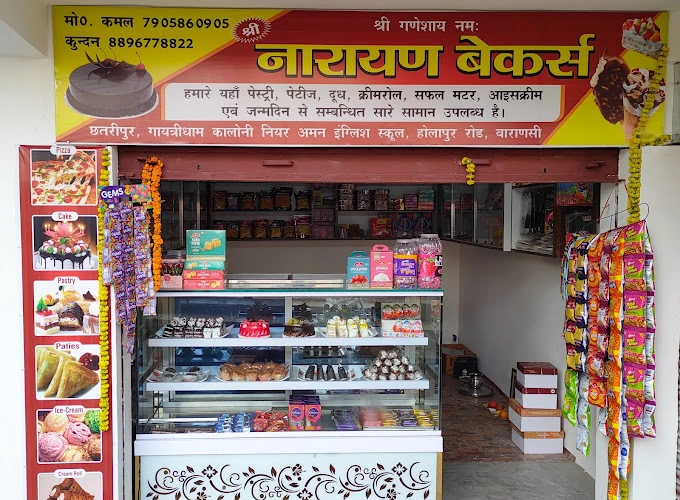 मो०. कमल 7905860905
कुन्दन 8896778822
श्री गणेशाय नमः
श्री
नारायण बेकर्स
हमारे यहाँ पेस्ट्री, पेटीज, दूध, क्रीमरोल, सफल मटर, आइसक्रीम
एवं जन्मदिन से सम्बन्धित सारे सामान उपलब्ध है।
छतरीपुर, गायत्रीधाम कालोनी नियर अमन इंग्लिश स्कूल, होलापुर रोड, वाराणसी
Pizza
Cake
Pastry
Paties
Ice-Cream
Cream Roll
GEMS